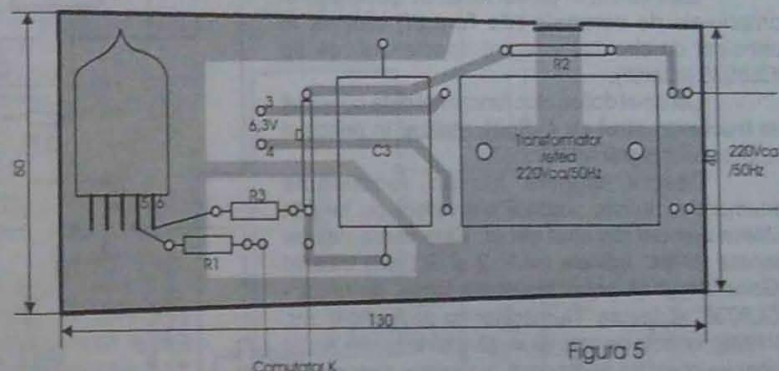 R2
3
6,3V
4
D
C3
Transformator
retea
220Vca/50Hz
220Vca
/50Hz
60
40
5 6
R3
R1
130
Comutator K
Figura 5